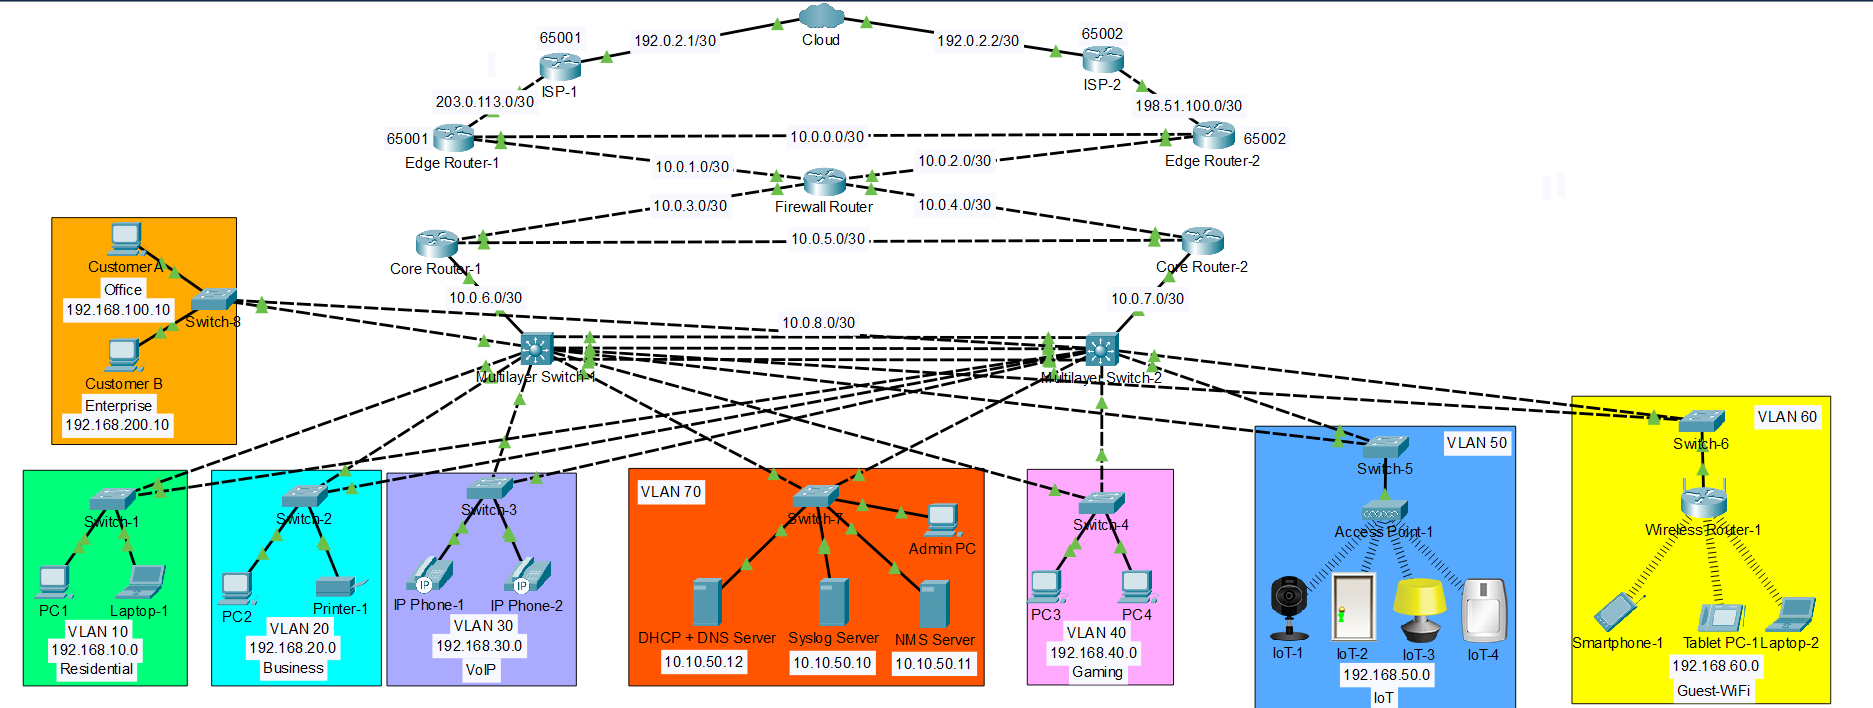 Cloud
65001
192.0.2.1/30
192.0.2.2/30
65002
ISP-1
ISP-2
203.0.113.0/30
198.51.100.0/30
65001
Edge Router-1
10.0.0.0/30
65002
Edge Router-2
10.0.1.0/30
10.0.2.0/30
Firewall Router
10.0.3.0/30
10.0.4.0/30
Core Router-1
10.0.5.0/30
Core Router-2
10.0.6.0/30
10.0.7.0/30
10.0.8.0/30
Customer A
Office
192.168.100.10
Switch-8
Customer B
Enterprise
192.168.200.10
Multilayer Switch-1
Multilayer Switch-2
Switch-1
PC1
Laptop-1
VLAN 10
192.168.10.0
Residential
Switch-2
PC2
Printer-1
VLAN 20
192.168.20.0
Business
Switch-3
IP
IP
IP Phone-1
IP Phone-2
VLAN 30
192.168.30.0
VoIP
VLAN 70
Switch-7
Admin PC
DHCP + DNS Server
Syslog Server
NMS Server
10.10.50.12
10.10.50.10
10.10.50.11
Switch-4
PC3
PC4
VLAN 40
192.168.40.0
Gaming
VLAN 50
Switch-5
Access Point-1
IoT-1
IoT-2
IoT-3
IoT-4
192.168.50.0
IoT
VLAN 60
Switch-6
Wireless Router-1
Smartphone-1
Tablet PC-1
Laptop-2
192.168.60.0
Guest-WiFi